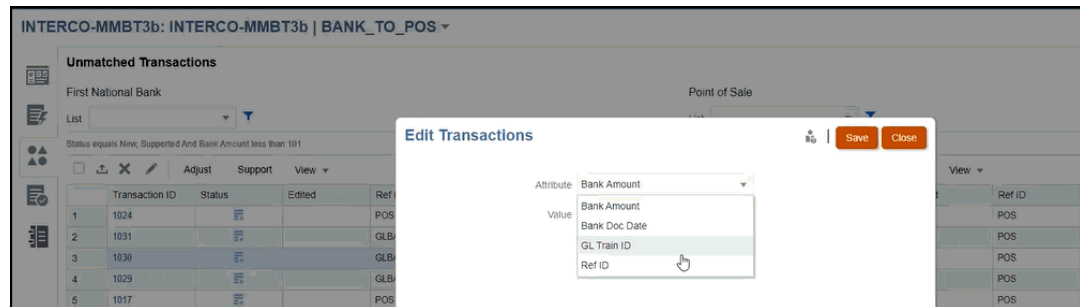 INTERCO-MMBT3b: INTERCO-MMBT3b | BANK_TO_POS
Unmatched Transactions
First National Bank
Point of Sale
List
Status equals New, Supported And Bank Amount less than 101
Adjust Support View
View
Transaction ID Status Edited Ref
Ref ID
1 1024 POS
POS
2 1031 GLBA
POS
3 1030 GLBA
POS
4 1029 GLBA
POS
5 1017 POS
POS
Edit Transactions
Save Close
Attribute Bank Amount
Value
Bank Amount
Bank Doc Date
GL Train ID
Ref ID